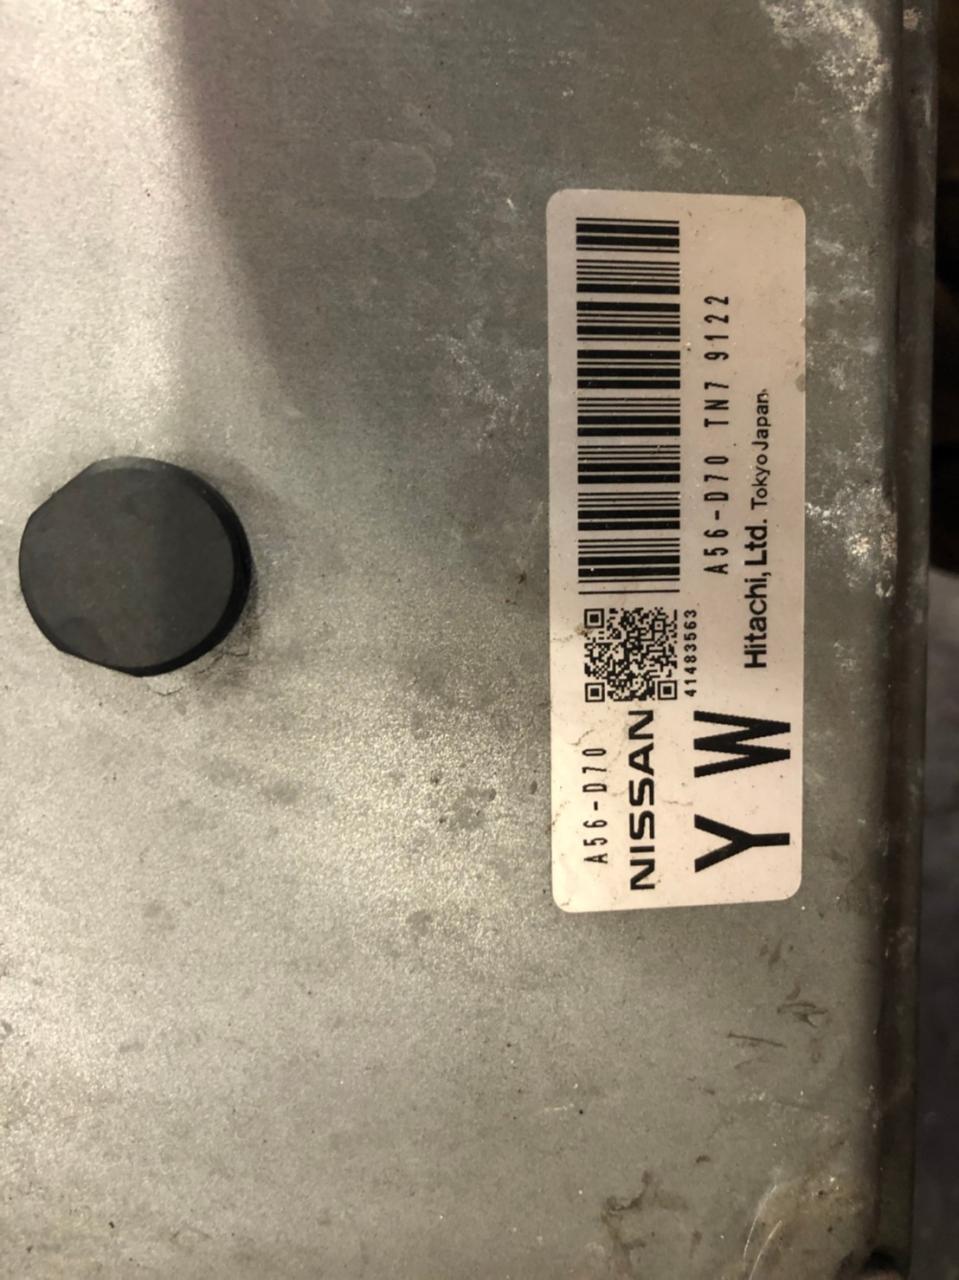 A56-D70
NISSAN
Y W
41483563
A56-D70 TN7 9122
Hitachi, Ltd. Tokyo Japan